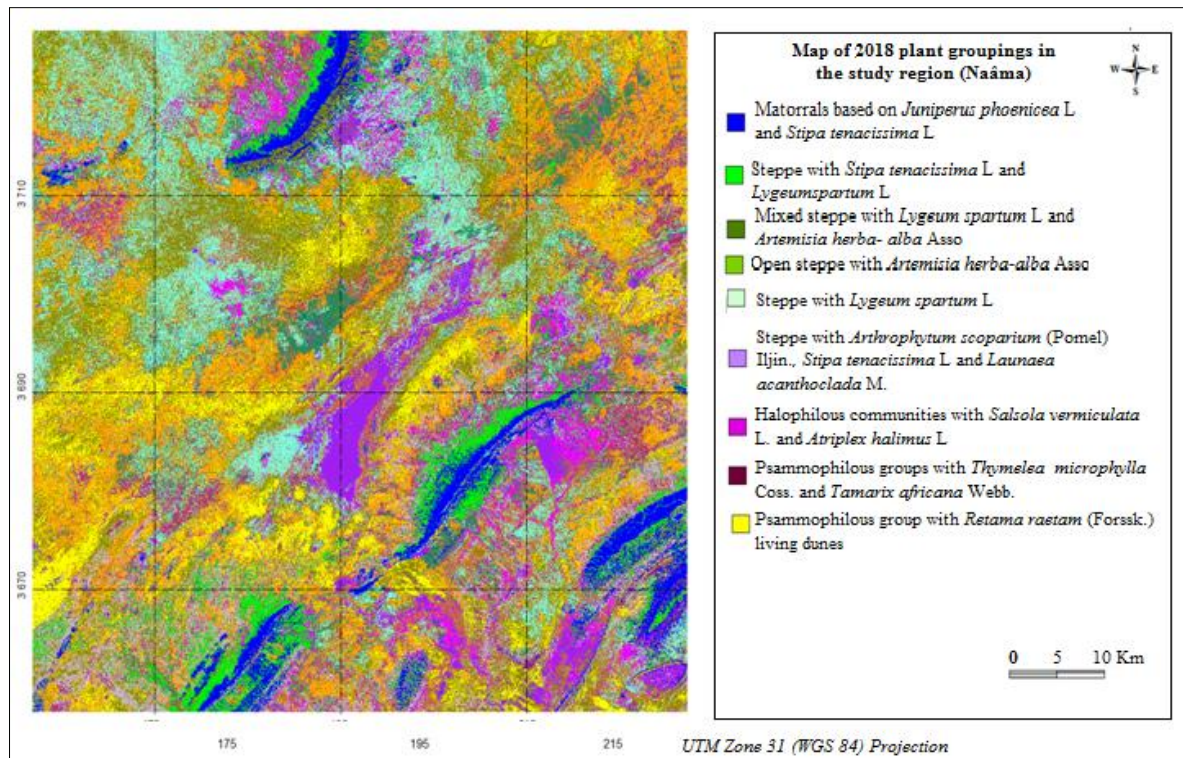 Map of 2018 plant groupings in
the study region (Naâma)
N
W E
S
Matorrals based on Juniperus phoenicea L
and Stipa tenacissima L
Steppe with Stipa tenacissima L and
Lygeumspartum L
Mixed steppe with Lygeum spartum L and
Artemisia herba- alba Asso
Open steppe with Artemisia herba-alba Asso
Steppe with Lygeum spartum L
Steppe with Arthrophytum scoparium (Pomel)
Iljin., Stipa tenacissima L and Launaea
acanthoclada M.
Halophilous communities with Salsola vermiculata
L. and Atriplex halimus L
Psammophilous groups with Thymelea microphylla
Coss. and Tamarix africana Webb.
Psammophilous group with Retama raetam (Forssk.)
living dunes
0 5 10 Km
3 710
3 690
3 670
175 195 215
UTM Zone 31 (WGS 84) Projection